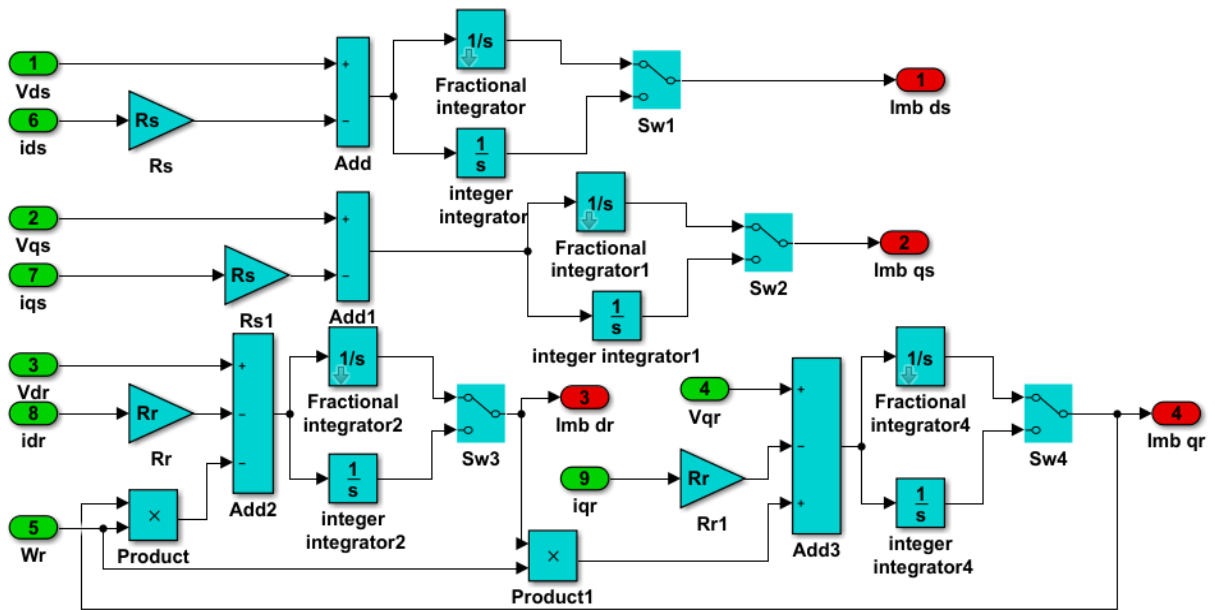 1
Vds
6
ids
Rs
Rs
+
−
Add
1/s
Fractional
integrator
1
s
integer
integrator
Sw1
1
Imb ds
2
Vqs
7
iqs
Rs
Rs1
+
−
Add1
1/s
Fractional
integrator1
1
s
integer integrator1
Sw2
2
Imb qs
3
Vdr
8
idr
Rr
Rr
+
−
−
Add2
1/s
Fractional
integrator2
1
s
integer
integrator2
Sw3
3
Imb dr
5
Wr
×
Product
×
Product1
4
Vqr
9
iqr
Rr
Rr1
+
−
+
Add3
1/s
Fractional
integrator4
1
s
integer
integrator4
Sw4
4
Imb qr